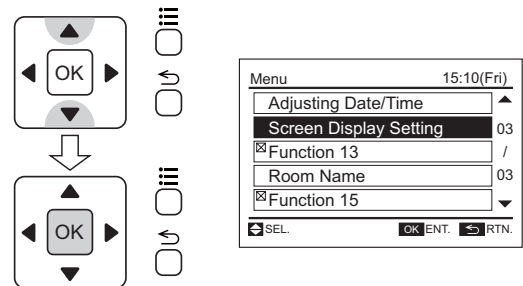 OK
OK
Menu 15:10(Fri)
Adjusting Date/Time
Screen Display Setting 03
Function 13 /
Room Name 03
Function 15
SEL. OK ENT. RTN.